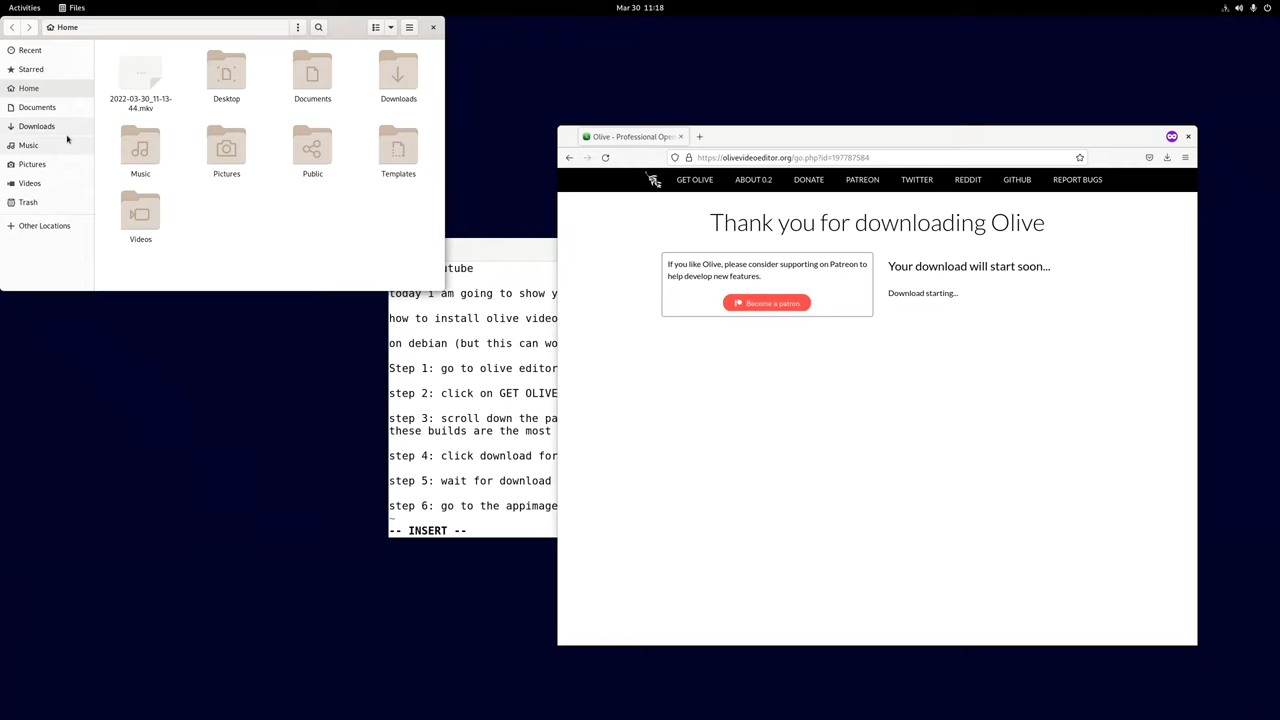 Activities
Files
Mar 30 11:18
Home
Recent
Starred
Home
Documents
Downloads
Music
Pictures
Videos
Trash
Other Locations
2022-03-30_11-13-
44.mkv
Desktop
Documents
Downloads
Music
Pictures
Public
Templates
Videos
utube
today i am going to show y
how to install olive video
on debian (but this can wo
Step 1: go to olive editor
step 2: click on GET OLIVE
step 3: scroll down the pa
these builds are the most
step 4: click download for
step 5: wait for download
step 6: go to the appimage
~
-- INSERT --
Olive - Professional Open
https://olivevideoeditor.org/go.php?id=197787584
GET OLIVE
ABOUT 0.2
DONATE
PATREON
TWITTER
REDDIT
GITHUB
REPORT BUGS
Thank you for downloading Olive
If you like Olive, please consider supporting on Patreon to
help develop new features.
Become a patron
Your download will start soon...
Download starting...